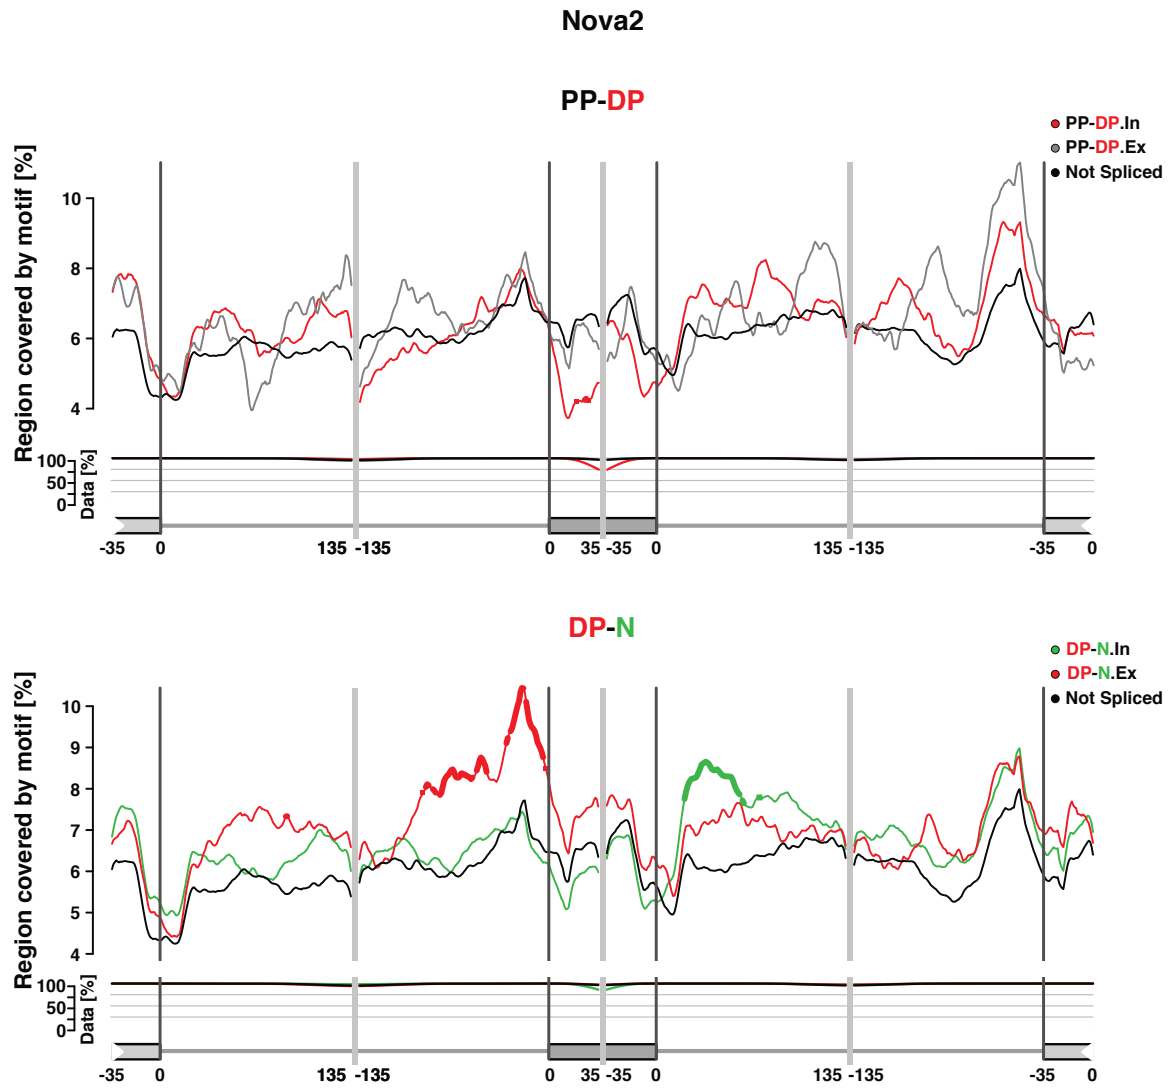 Nova2
PP-DP
PP-DP.In
PP-DP.Ex
Not Spliced
Region covered by motif [%]
10
8
6
4
Data [%]
100
50
0
-35 0 135 -135 0 35 -35 0 135 -135 -35 0
DP-N
DP-N.In
DP-N.Ex
Not Spliced
Region covered by motif [%]
10
9
8
7
6
5
4
Data [%]
100
50
0
-35 0 135 -135 0 35 -35 0 135 -135 -35 0